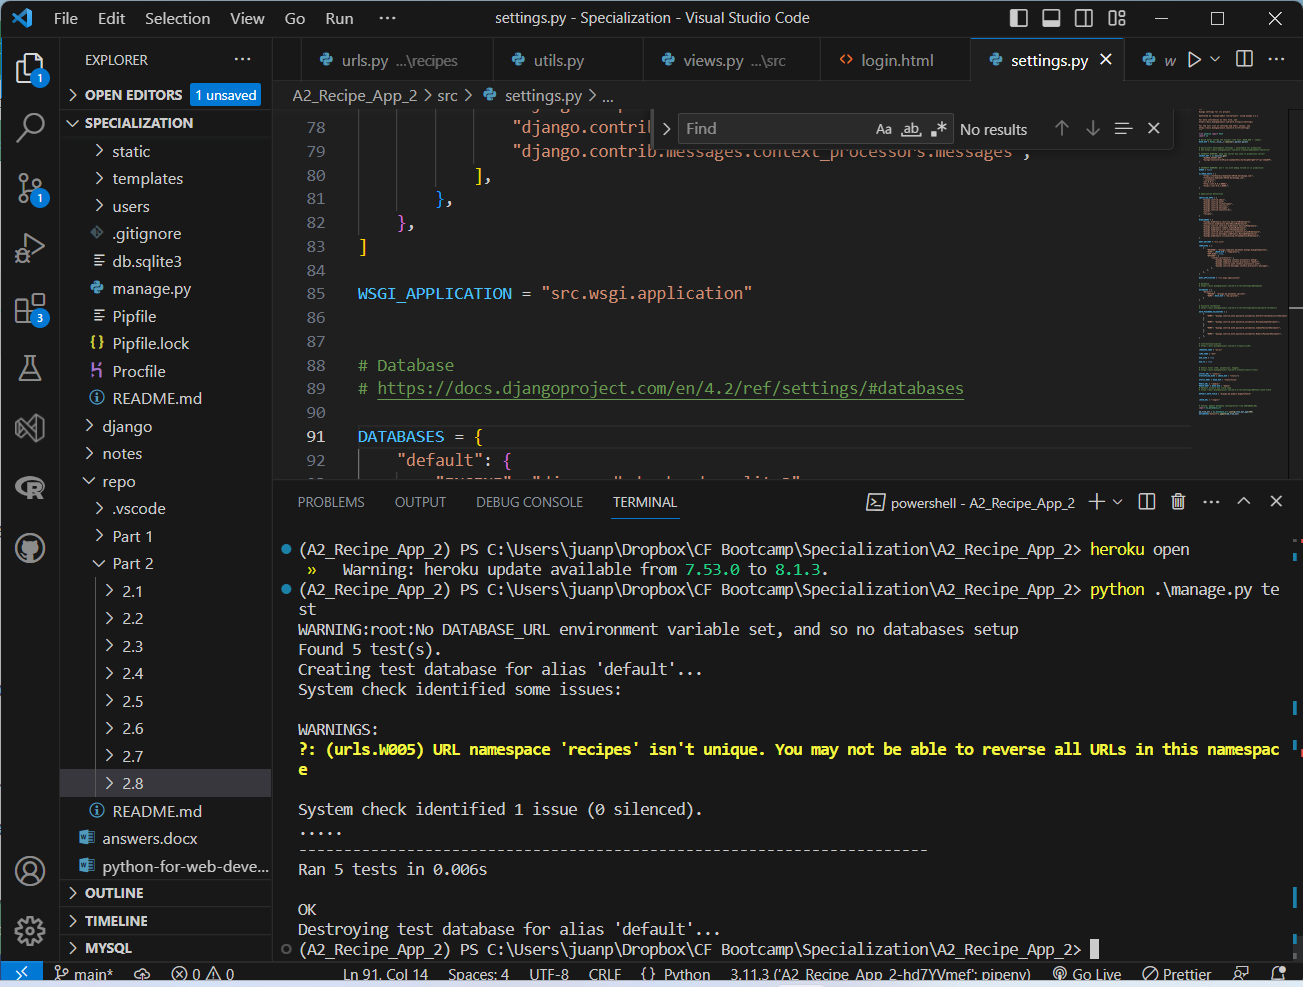 File Edit Selection View Go Run ··· settings.py - Specialization - Visual Studio Code
EXPLORER ···
OPEN EDITORS 1 unsaved
SPECIALIZATION
static
templates
users
.gitignore
db.sqlite3
manage.py
Pipfile
Pipfile.lock
Procfile
README.md
django
notes
repo
.vscode
Part 1
Part 2
2.1
2.2
2.3
2.4
2.5
2.6
2.7
2.8
README.md
answers.docx
python-for-web-deve...
OUTLINE
TIMELINE
MYSQL
1
1
3
urls.py ...\recipes utils.py views.py ...\src login.html settings.py w
A2_Recipe_App_2 > src > settings.py > ...
Find Aa ab No results
78 "django.contrib
79 "django.contrib.messages.context_processors.messages",
80 ],
81 },
82 },
83 ]
84
85 WSGI_APPLICATION = "src.wsgi.application"
86
87
88 # Database
89 # https://docs.djangoproject.com/en/4.2/ref/settings/#databases
90
91 DATABASES = {
92 "default": {
PROBLEMS OUTPUT DEBUG CONSOLE TERMINAL powershell - A2_Recipe_App_2
(A2_Recipe_App_2) PS C:\Users\juanp\Dropbox\CF Bootcamp\Specialization\A2_Recipe_App_2> heroku open
» Warning: heroku update available from 7.53.0 to 8.1.3.
(A2_Recipe_App_2) PS C:\Users\juanp\Dropbox\CF Bootcamp\Specialization\A2_Recipe_App_2> python .\manage.py te
st
WARNING:root:No DATABASE_URL environment variable set, and so no databases setup
Found 5 test(s).
Creating test database for alias 'default'...
System check identified some issues:
WARNINGS:
?: (urls.W005) URL namespace 'recipes' isn't unique. You may not be able to reverse all URLs in this namespac
e
System check identified 1 issue (0 silenced).
.....
----------------------------------------------------------------------
Ran 5 tests in 0.006s
OK
Destroying test database for alias 'default'...
(A2_Recipe_App_2) PS C:\Users\juanp\Dropbox\CF Bootcamp\Specialization\A2_Recipe_App_2>
main* 0 0 Ln 91, Col 14 Spaces: 4 UTF-8 CRLF {} Python 3.11.3 ('A2_Recipe_App_2-hd7YVmef': pipenv) Go Live Prettier